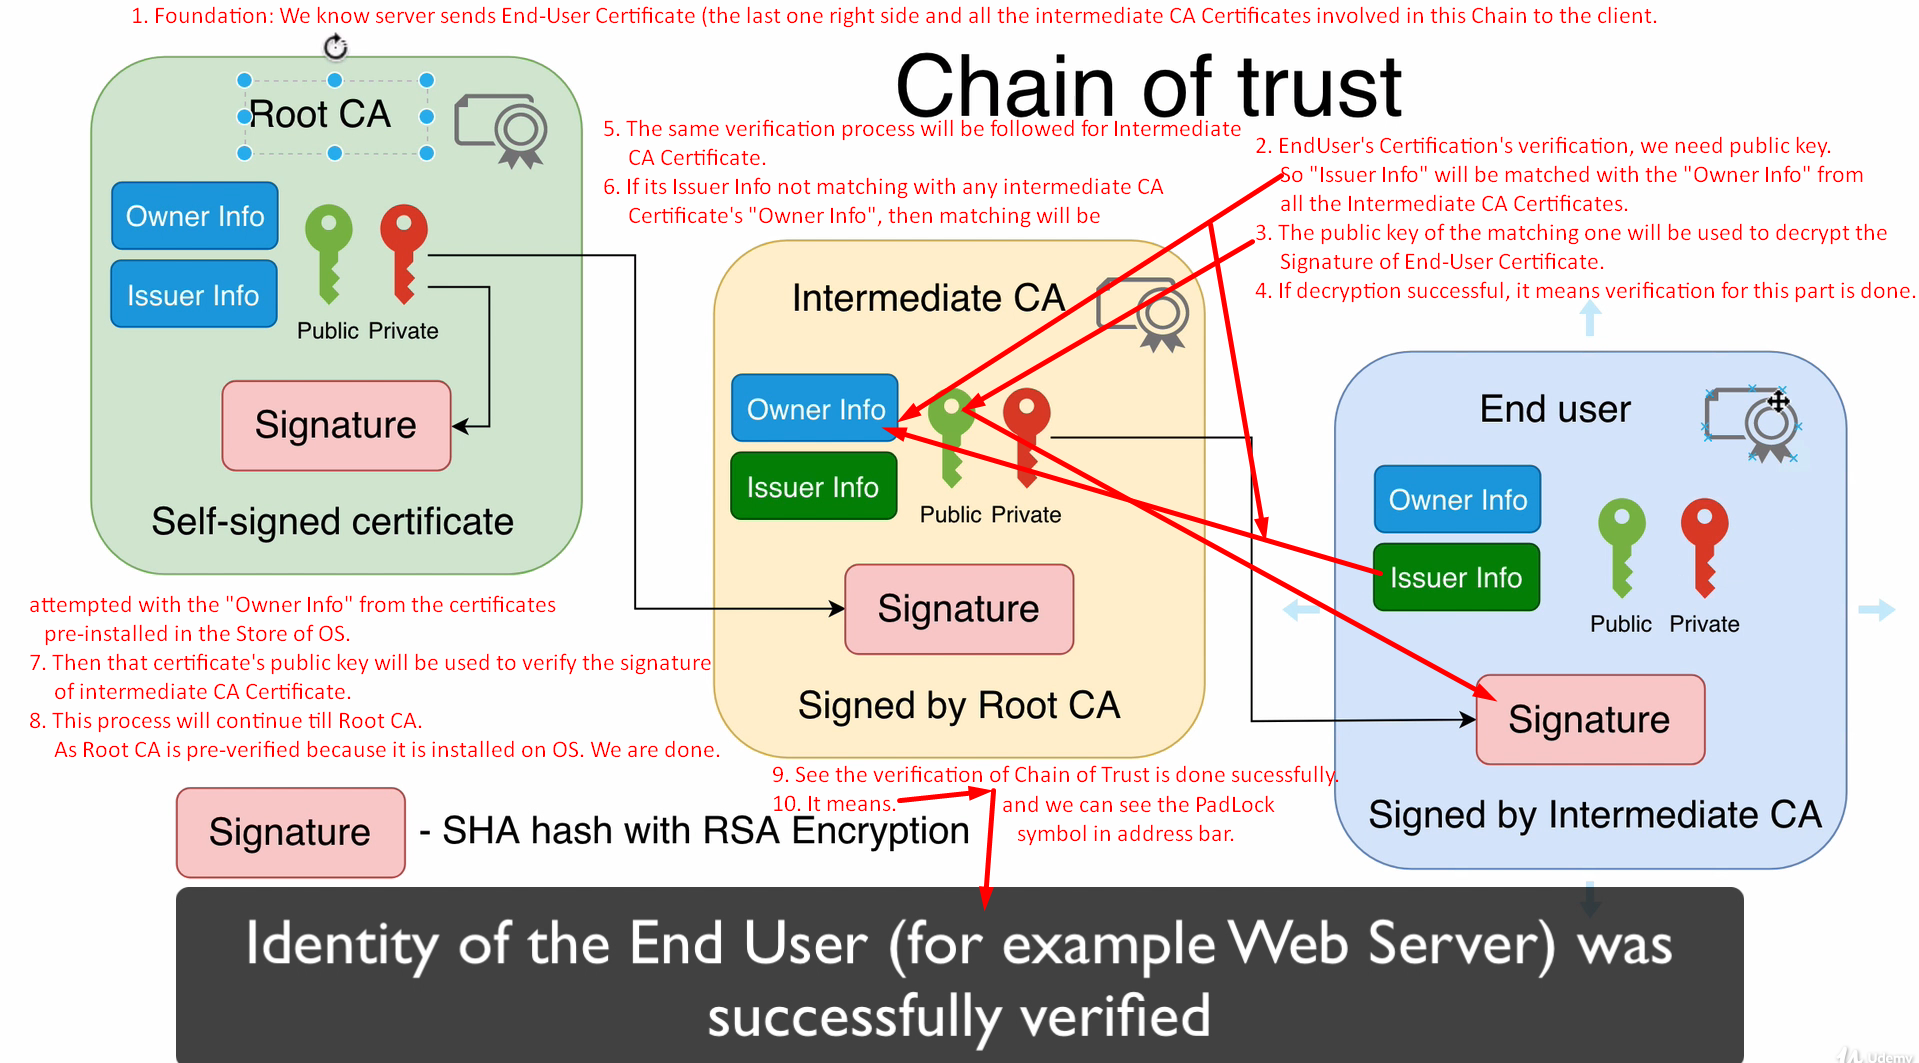 1. Foundation: We know server sends End-User Certificate (the last one right side and all the intermediate CA Certificates involved in this Chain to the client.
Chain of trust
Root CA
Owner Info
Issuer Info
Public Private
Signature
Self-signed certificate
5. The same verification process will be followed for Intermediate
CA Certificate.
6. If its Issuer Info not matching with any intermediate CA
Certificate's "Owner Info", then matching will be
2. EndUser's Certification's verification, we need public key.
So "Issuer Info" will be matched with the "Owner Info" from
all the Intermediate CA Certificates.
3. The public key of the matching one will be used to decrypt the
Signature of End-User Certificate.
4. If decryption successful, it means verification for this part is done.
Intermediate CA
Owner Info
Issuer Info
Public Private
Signature
Signed by Root CA
End user
Owner Info
Issuer Info
Public Private
Signature
Signed by Intermediate CA
attempted with the "Owner Info" from the certificates
pre-installed in the Store of OS.
7. Then that certificate's public key will be used to verify the signature
of intermediate CA Certificate.
8. This process will continue till Root CA.
As Root CA is pre-verified because it is installed on OS. We are done.
9. See the verification of Chain of Trust is done sucessfully.
10. It means.
and we can see the PadLock
symbol in address bar.
Signature - SHA hash with RSA Encryption
Identity of the End User (for example Web Server) was
successfully verified
Udemy